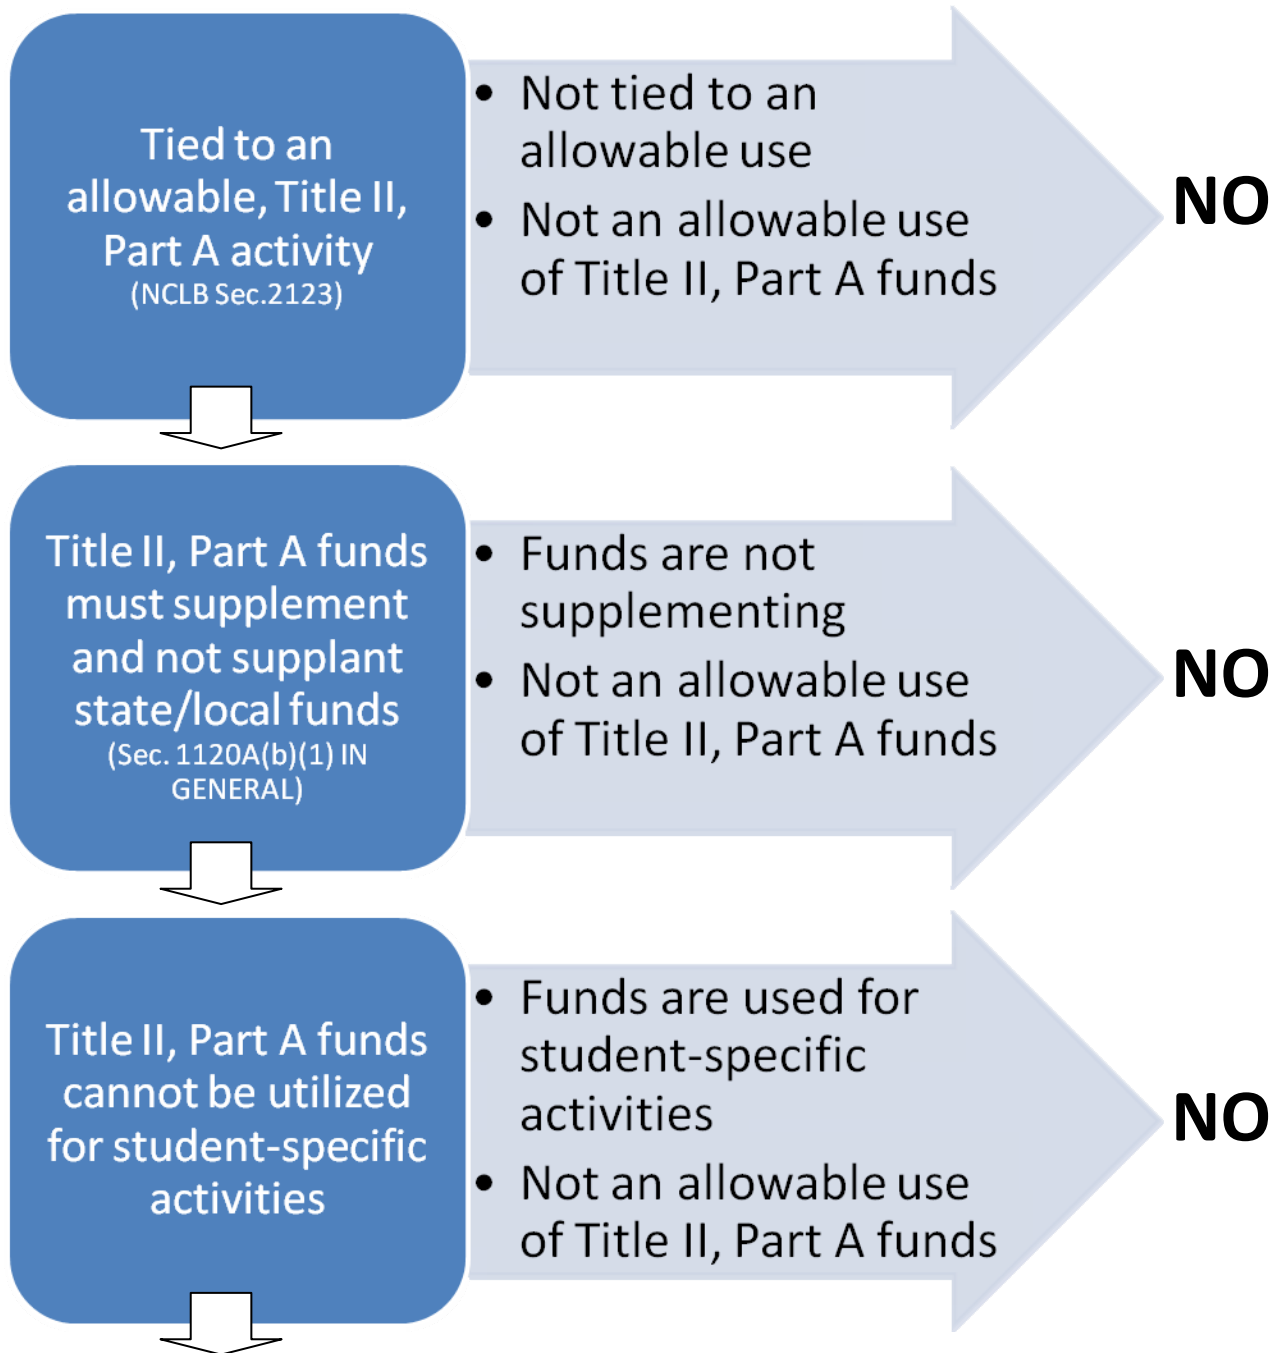 Tied to an
allowable, Title II,
Part A activity
(NCLB Sec.2123)
• Not tied to an
allowable use
• Not an allowable use
of Title II, Part A funds
NO
Title II, Part A funds
must supplement
and not supplant
state/local funds
(Sec. 1120A(b)(1) IN
GENERAL)
• Funds are not
supplementing
• Not an allowable use
of Title II, Part A funds
NO
Title II, Part A funds
cannot be utilized
for student-specific
activities
• Funds are used for
student-specific
activities
• Not an allowable use
of Title II, Part A funds
NO